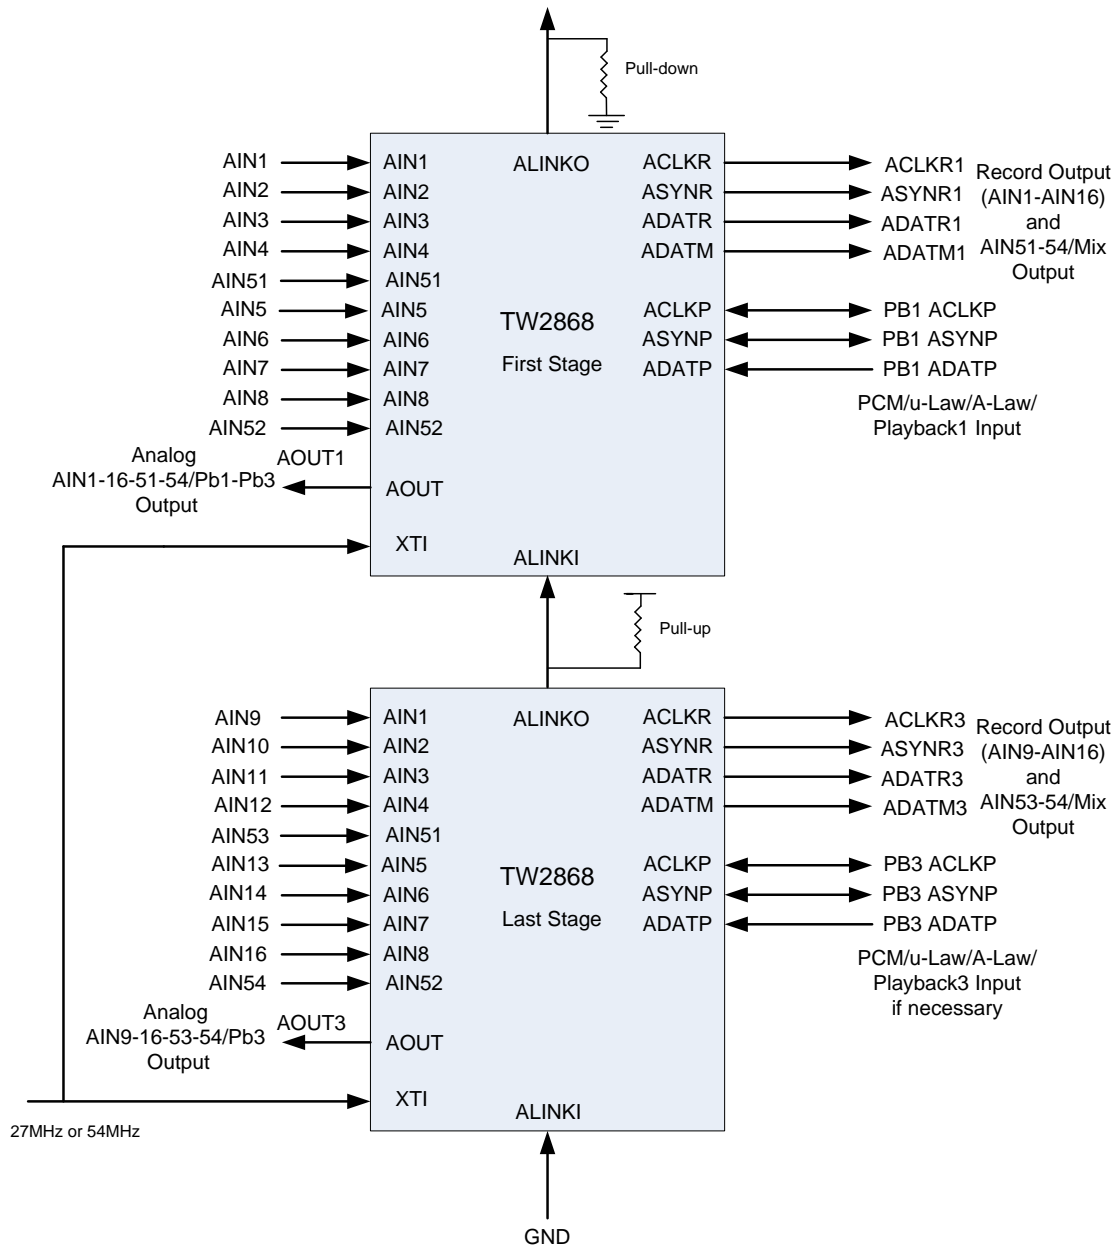 Pull-down
AIN1 AIN1 ALINKO ACLKR ACLKR1
AIN2 AIN2 ASYNR ASYNR1
AIN3 AIN3 ADATR ADATR1
AIN4 AIN4 ADATM ADATM1
Record Output
(AIN1-AIN16)
and
AIN51-54/Mix
Output
AIN51 AIN51
AIN5 AIN5 ACLKP PB1 ACLKP
TW2868
AIN6 AIN6 ASYNP PB1 ASYNP
First Stage
AIN7 AIN7 ADATP PB1 ADATP
AIN8 AIN8
AIN52 AIN52
PCM/u-Law/A-Law/
Playback1 Input
Analog
AIN1-16-51-54/Pb1-Pb3
Output
AOUT1
AOUT
XTI
ALINKI
Pull-up
AIN9 AIN1 ALINKO ACLKR ACLKR3
AIN10 AIN2 ASYNR ASYNR3
AIN11 AIN3 ADATR ADATR3
AIN12 AIN4 ADATM ADATM3
Record Output
(AIN9-AIN16)
and
AIN53-54/Mix
Output
AIN53 AIN51
AIN13 AIN5 ACLKP PB3 ACLKP
TW2868
AIN14 AIN6 ASYNP PB3 ASYNP
Last Stage
AIN15 AIN7 ADATP PB3 ADATP
AIN16 AIN8
AIN54 AIN52
PCM/u-Law/A-Law/
Playback3 Input
if necessary
Analog
AIN9-16-53-54/Pb3
Output
AOUT3
AOUT
XTI
ALINKI
27MHz or 54MHz
GND